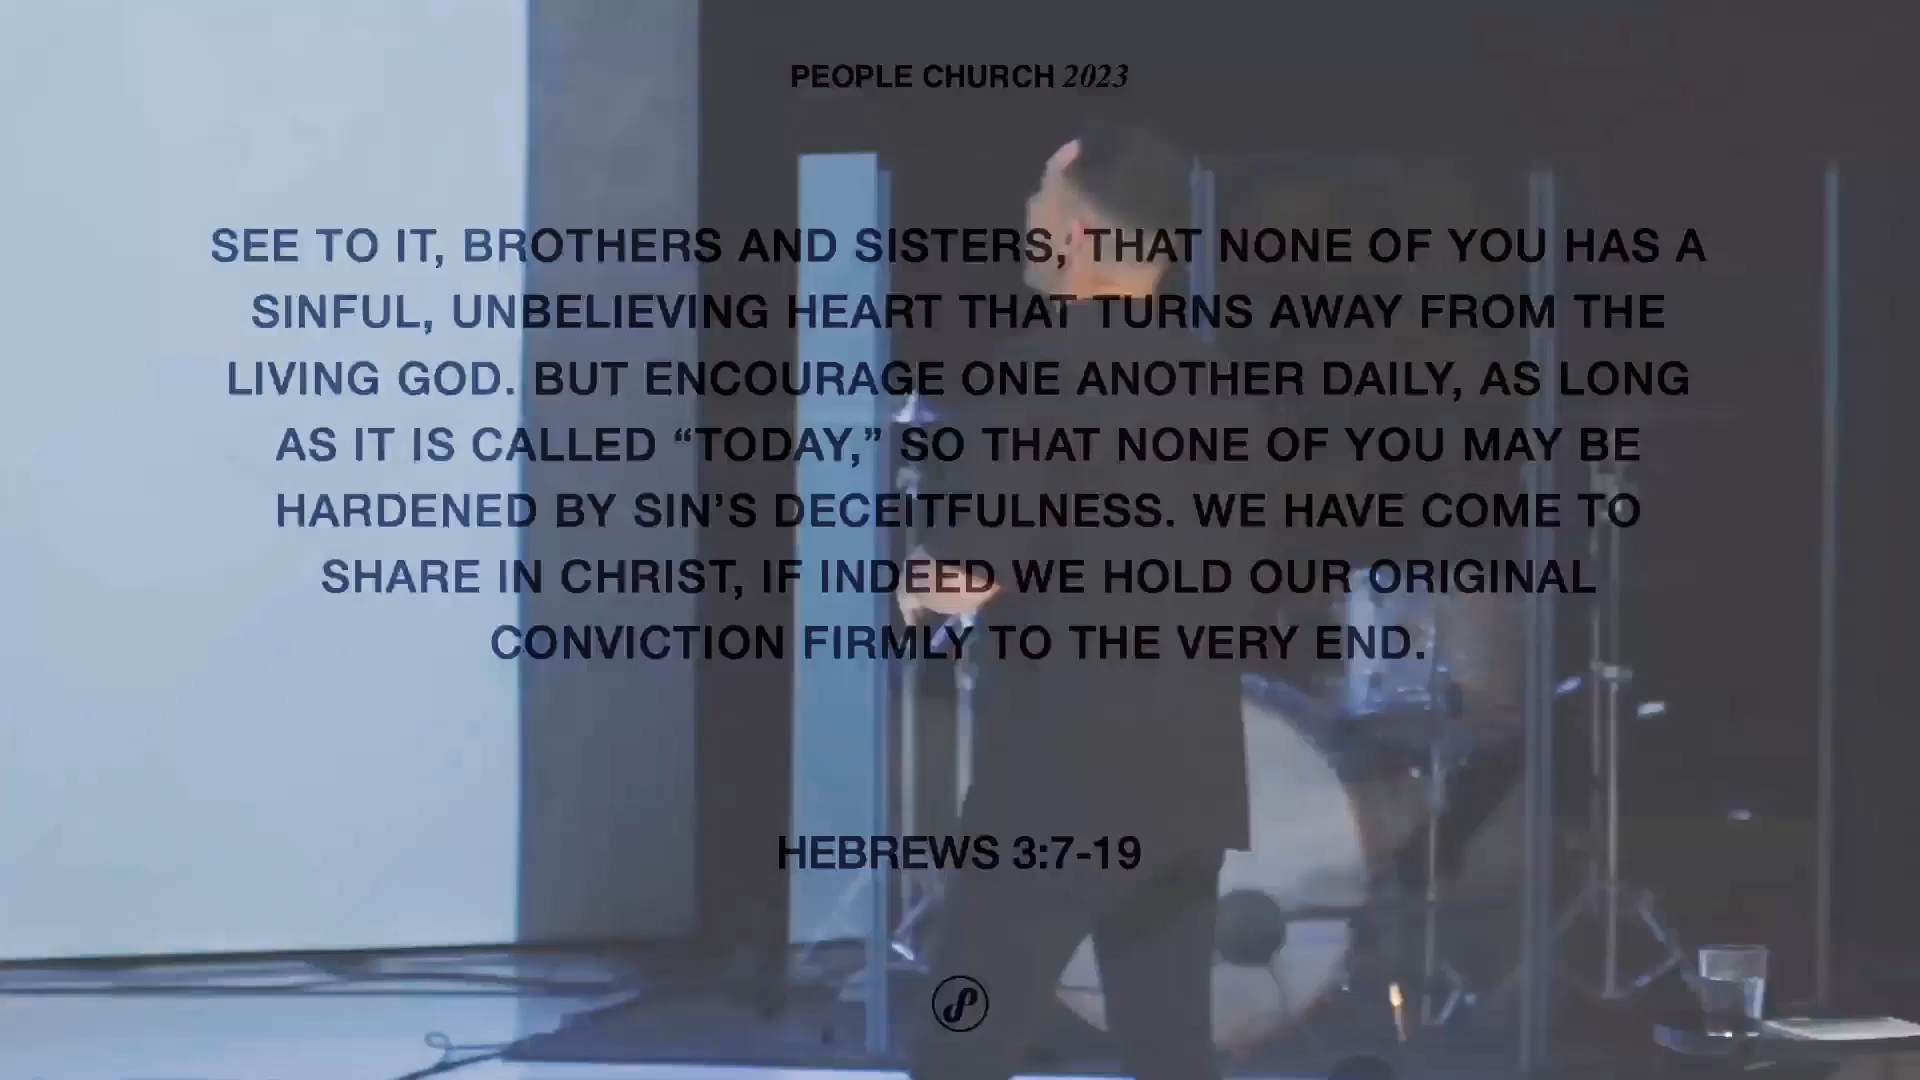 PEOPLE CHURCH 2023
SEE TO IT, BROTHERS AND SISTERS, THAT NONE OF YOU HAS A
SINFUL, UNBELIEVING HEART THAT TURNS AWAY FROM THE
LIVING GOD. BUT ENCOURAGE ONE ANOTHER DAILY, AS LONG
AS IT IS CALLED “TODAY,” SO THAT NONE OF YOU MAY BE
HARDENED BY SIN’S DECEITFULNESS. WE HAVE COME TO
SHARE IN CHRIST, IF INDEED WE HOLD OUR ORIGINAL
CONVICTION FIRMLY TO THE VERY END.
HEBREWS 3:7-19